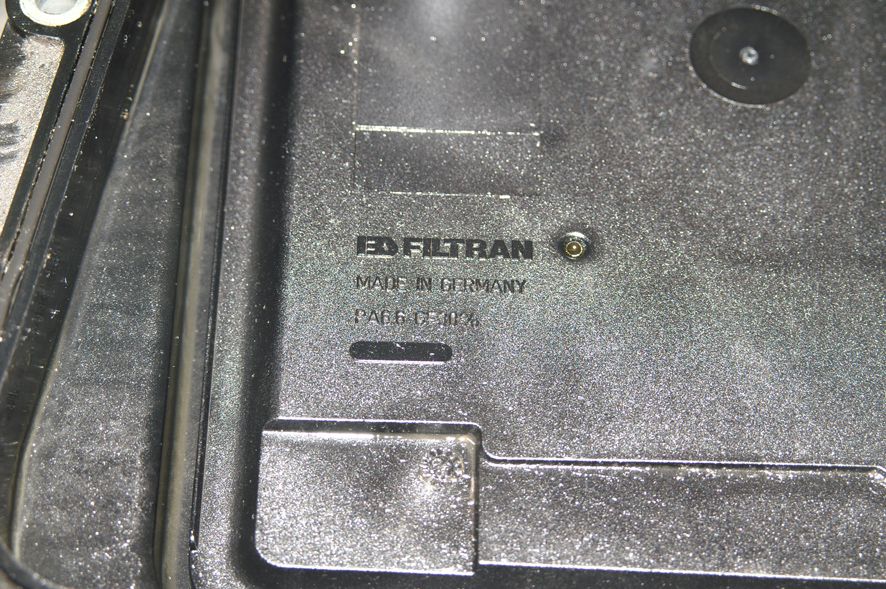 FILTRAN
MADE IN GERMANY
PA6.6-GF30%